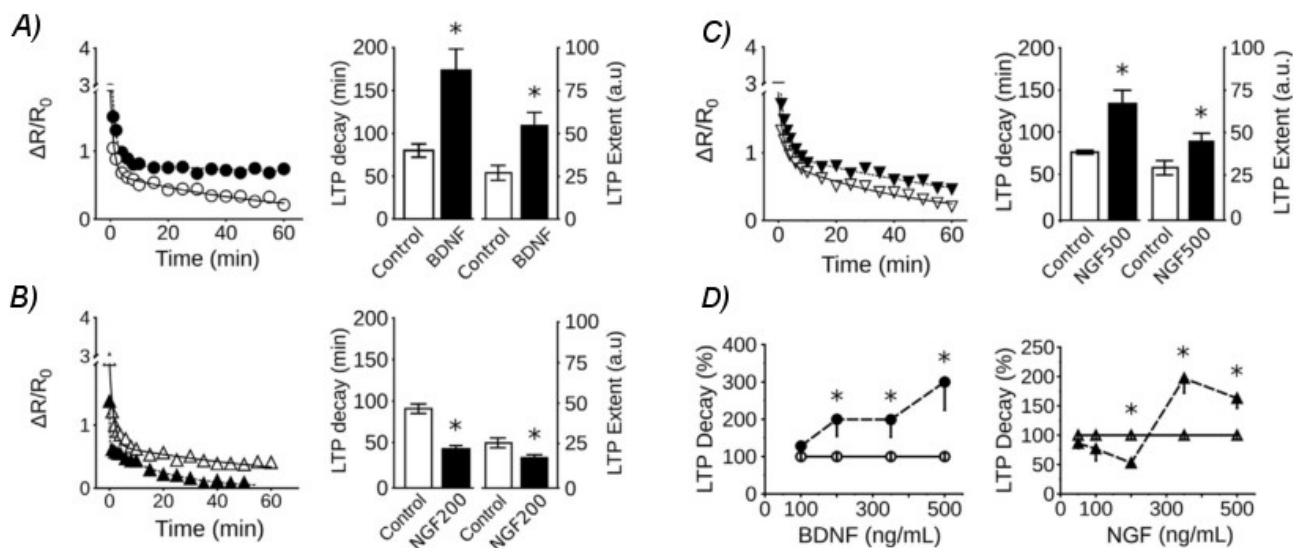 A)
4
3
1
0
ΔR/R0
0 20 40 60
Time (min)
200
150
100
50
0
LTP decay (min)
*
*
100
75
50
25
0
LTP Extent (a.u)
Control
BDNF
Control
BDNF
B)
4
3
1
0
ΔR/R0
0 20 40 60
Time (min)
200
150
100
50
0
LTP decay (min)
*
*
100
75
50
25
0
LTP Extent (a.u)
Control
NGF200
Control
NGF200
C)
4
3
1
0
ΔR/R0
0 20 40 60
Time (min)
200
150
100
50
0
LTP decay (min)
*
*
100
75
50
25
0
LTP Extent (a.u.)
Control
NGF500
Control
NGF500
D)
400
300
200
100
0
LTP Decay (%)
* * *
100 300 500
BDNF (ng/mL)
250
200
150
100
50
0
LTP Decay (%)
* * *
100 300 500
NGF (ng/mL)